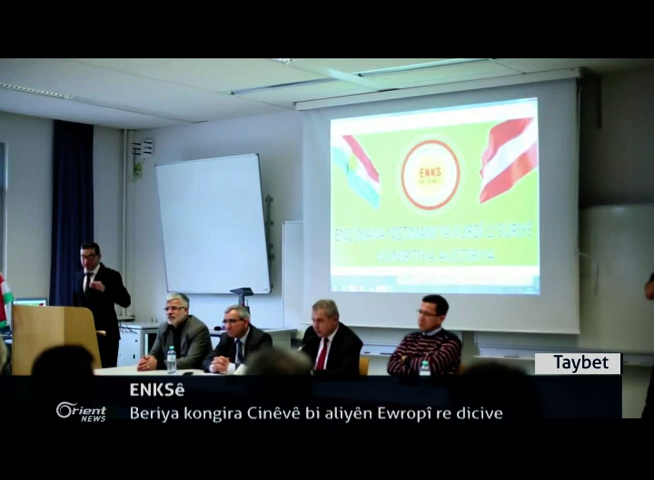 ENKS
Taybet
ENKSê
Orient
NEWS
Beriya kongira Cinêvê bi aliyên Ewropî re dicive